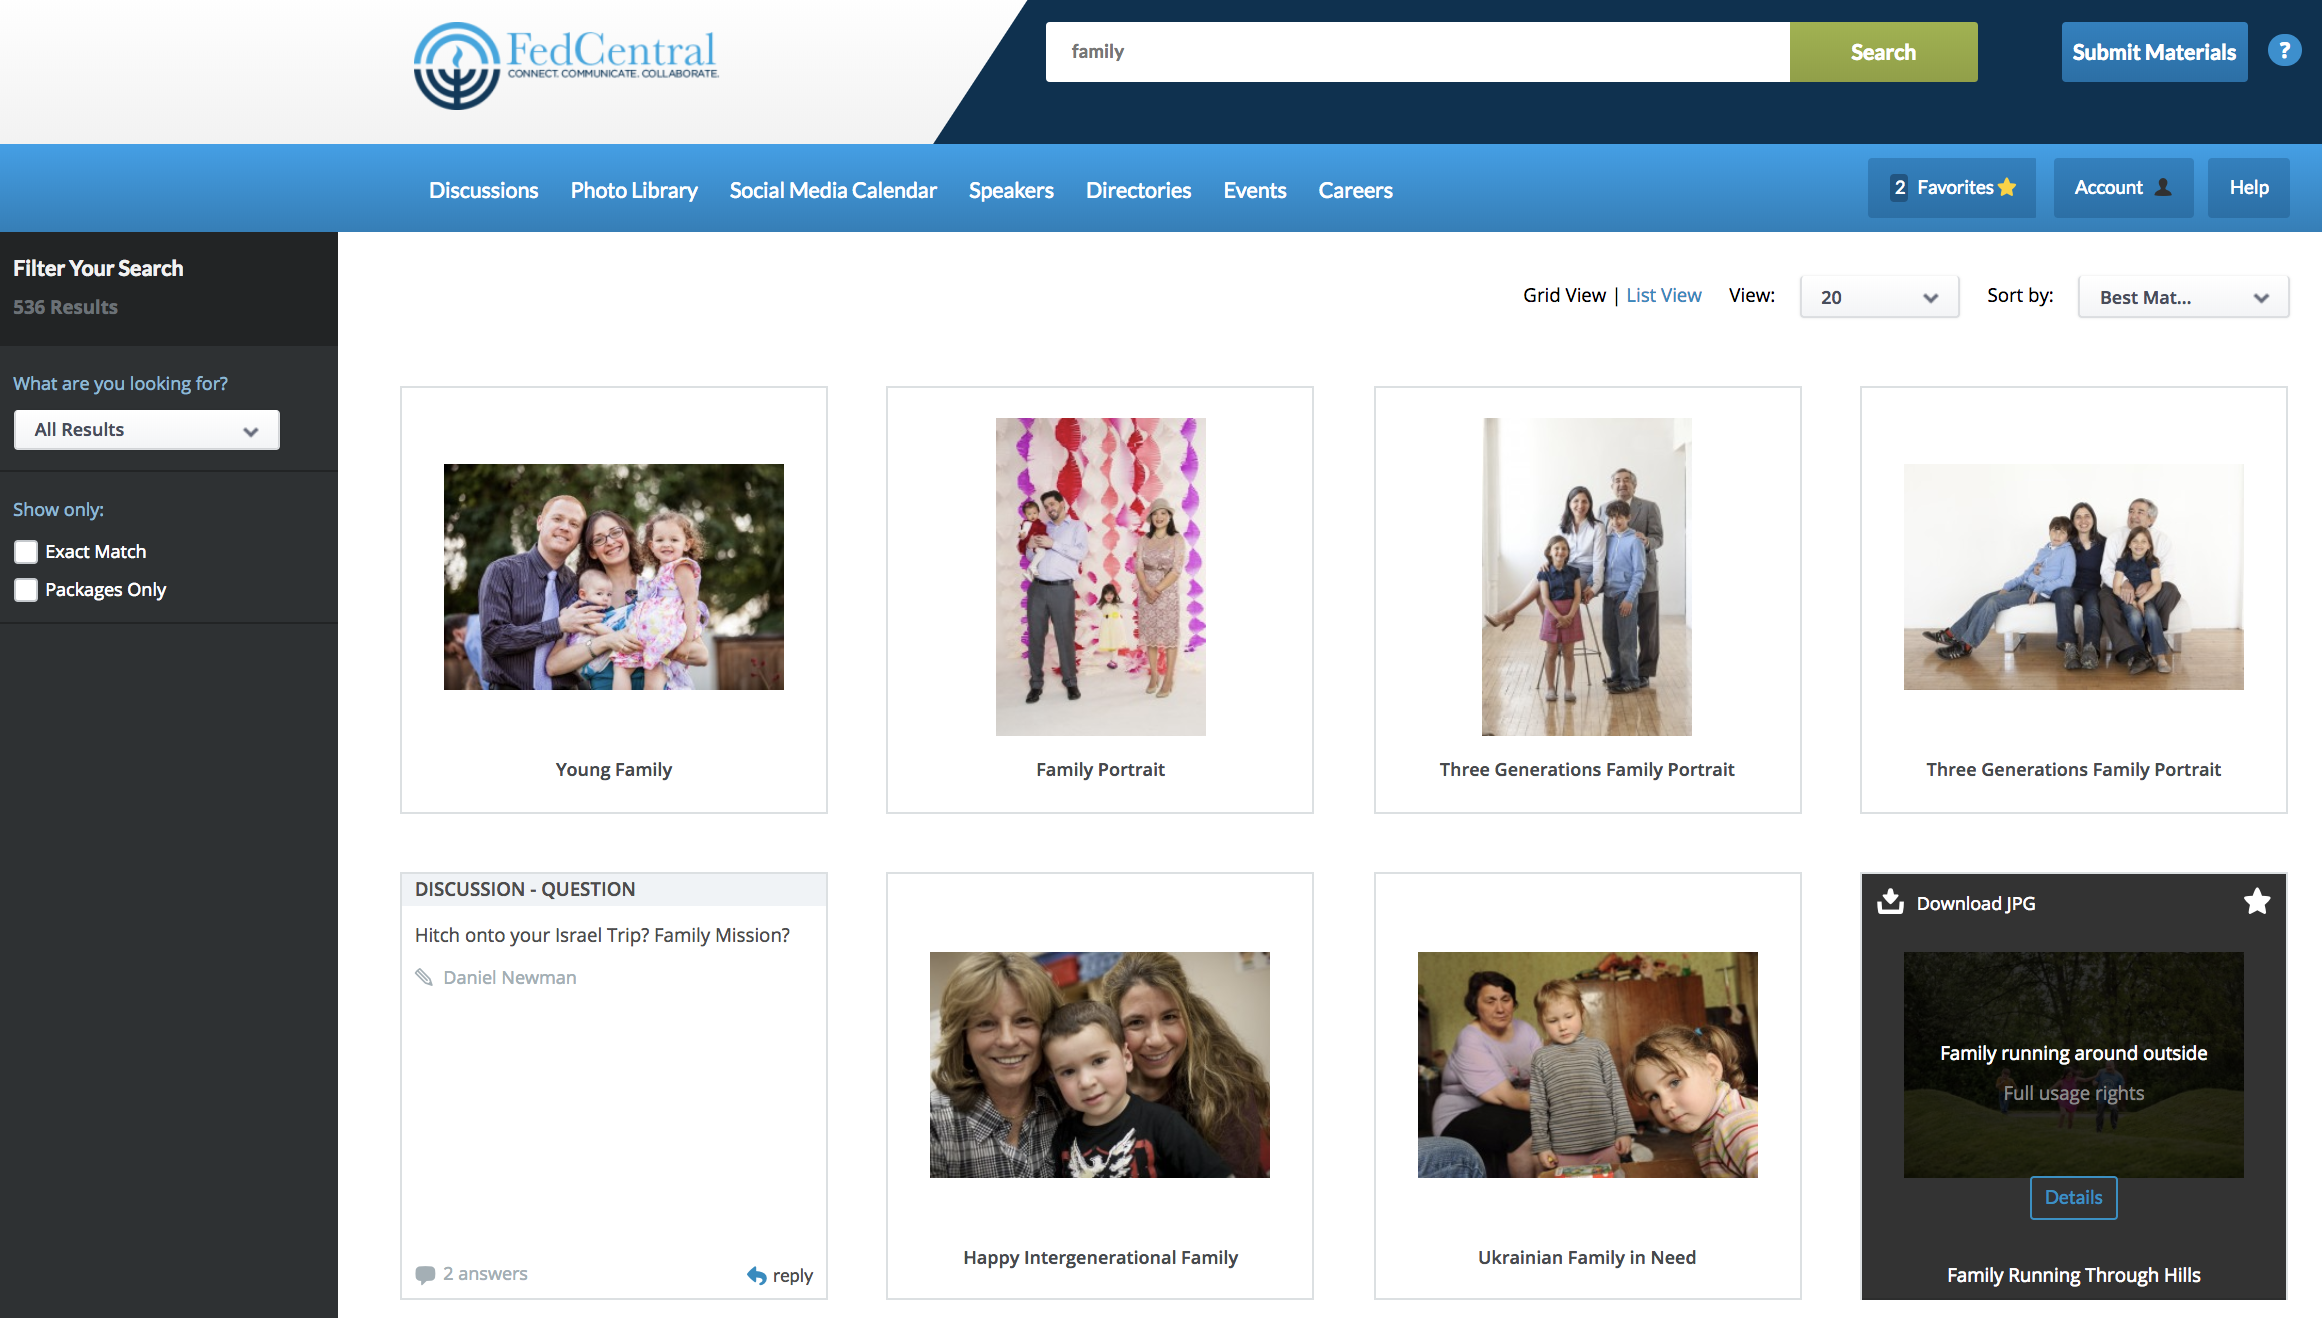 FedCentral
CONNECT. COMMUNICATE. COLLABORATE.
family
Search
Submit Materials
?
Discussions Photo Library Social Media Calendar Speakers Directories Events Careers
2 Favorites
Account
Help
Filter Your Search
536 Results
What are you looking for?
All Results
Show only:
Exact Match
Packages Only
Grid View | List View View: 20 Sort by: Best Mat...
Young Family
Family Portrait
Three Generations Family Portrait
Three Generations Family Portrait
DISCUSSION - QUESTION
Hitch onto your Israel Trip? Family Mission?
Daniel Newman
2 answers
reply
Happy Intergenerational Family
Ukrainian Family in Need
Download JPG
Family running around outside
Full usage rights
Details
Family Running Through Hills